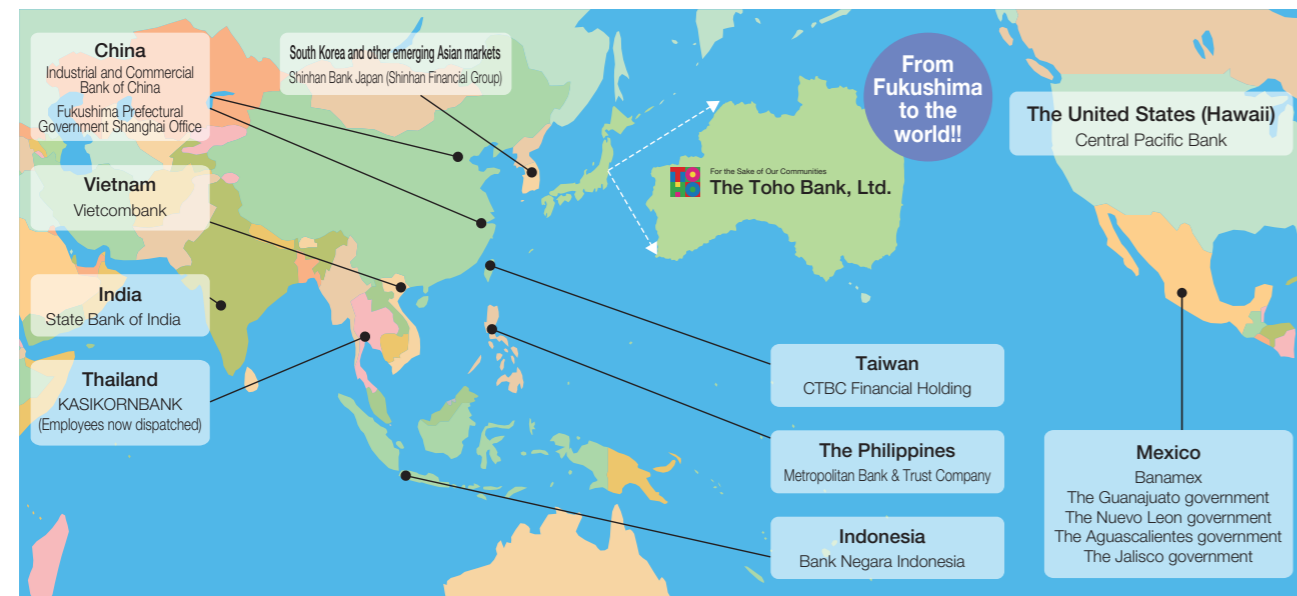 China
Industrial and Commercial
Bank of China
Fukushima Prefectural
Government Shanghai Office
South Korea and other emerging Asian markets
Shinhan Bank Japan (Shinhan Financial Group)
From
Fukushima
to the
world!!
The United States (Hawaii)
Central Pacific Bank
Vietnam
Vietcombank
TO
HO
For the Sake of Our Communities
The Toho Bank, Ltd.
India
State Bank of India
Thailand
KASIKORNBANK
(Employees now dispatched)
Taiwan
CTBC Financial Holding
The Philippines
Metropolitan Bank & Trust Company
Indonesia
Bank Negara Indonesia
Mexico
Banamex
The Guanajuato government
The Nuevo Leon government
The Aguascalientes government
The Jalisco government